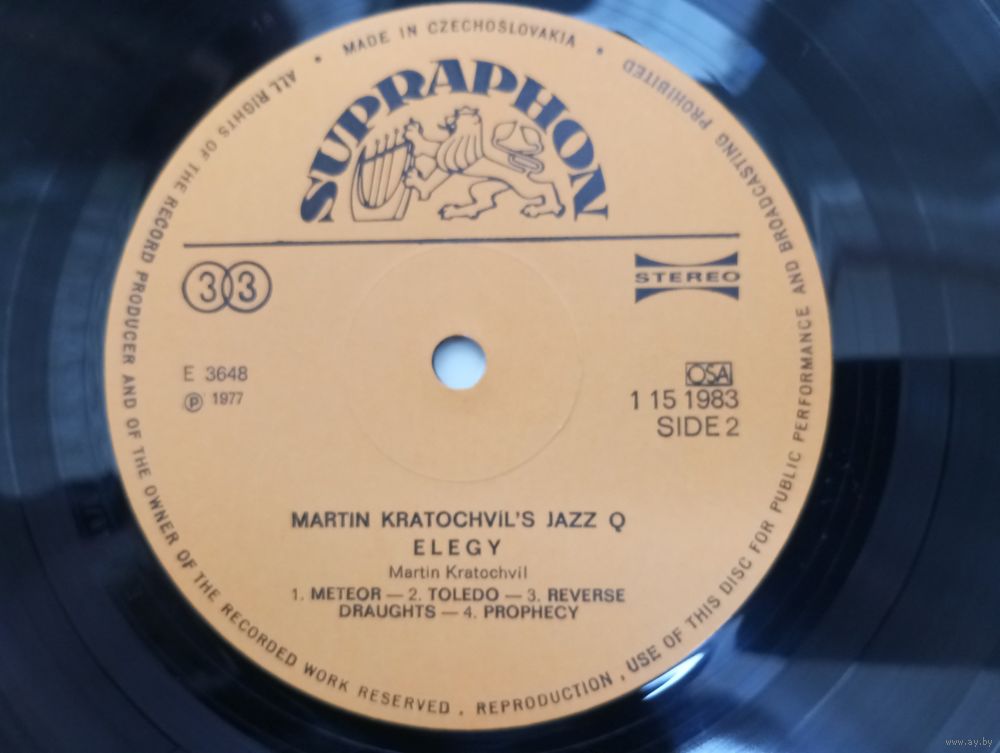 MADE IN CZECHOSLOVAKIA
SUPRAPHON
33
STEREO
E 3648
Ⓟ 1977
OSA
1 15 1983
SIDE 2
MARTIN KRATOCHVÍL'S JAZZ Q
ELEGY
Martin Kratochvíl
1. METEOR — 2. TOLEDO — 3. REVERSE
DRAUGHTS — 4. PROPHECY
ALL RIGHTS OF THE RECORD PRODUCER AND OF THE OWNER OF THE RECORDED WORK RESERVED . REPRODUCTION , USE OF THIS DISC FOR PUBLIC PERFORMANCE AND BROADCASTING PROHIBITED
www.ay.by